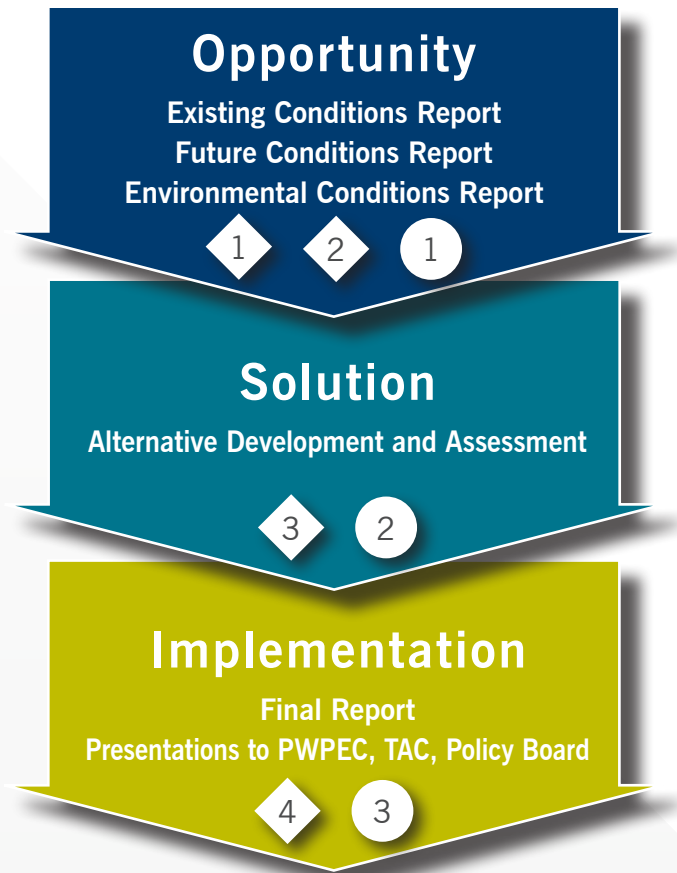 Opportunity
Existing Conditions Report
Future Conditions Report
Environmental Conditions Report
1 2 1
Solution
Alternative Development and Assessment
3 2
Implementation
Final Report
Presentations to PWPEC, TAC, Policy Board
4 3